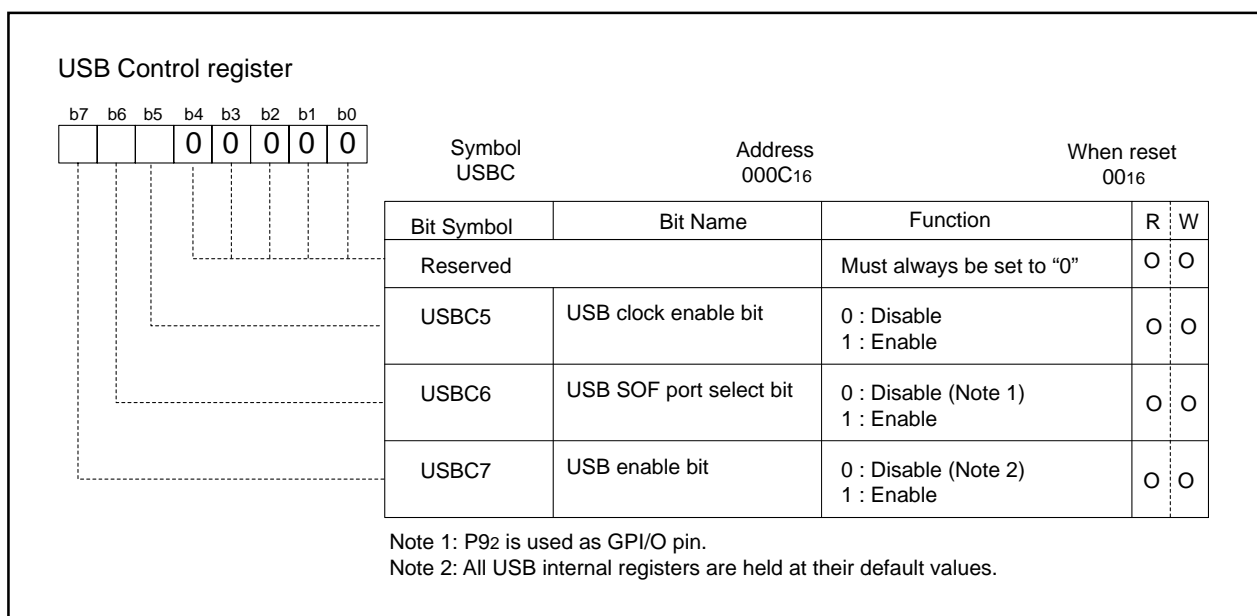 USB Control register
b7 b6 b5 b4 b3 b2 b1 b0
0 0 0 0 0
Symbol Address When reset
USBC 000C16 0016
Bit Symbol Bit Name Function R W
Reserved Must always be set to “0” O O
USBC5 USB clock enable bit 0 : Disable
1 : Enable O O
USBC6 USB SOF port select bit 0 : Disable (Note 1)
1 : Enable O O
USBC7 USB enable bit 0 : Disable (Note 2)
1 : Enable O O
Note 1: P92 is used as GPI/O pin.
Note 2: All USB internal registers are held at their default values.